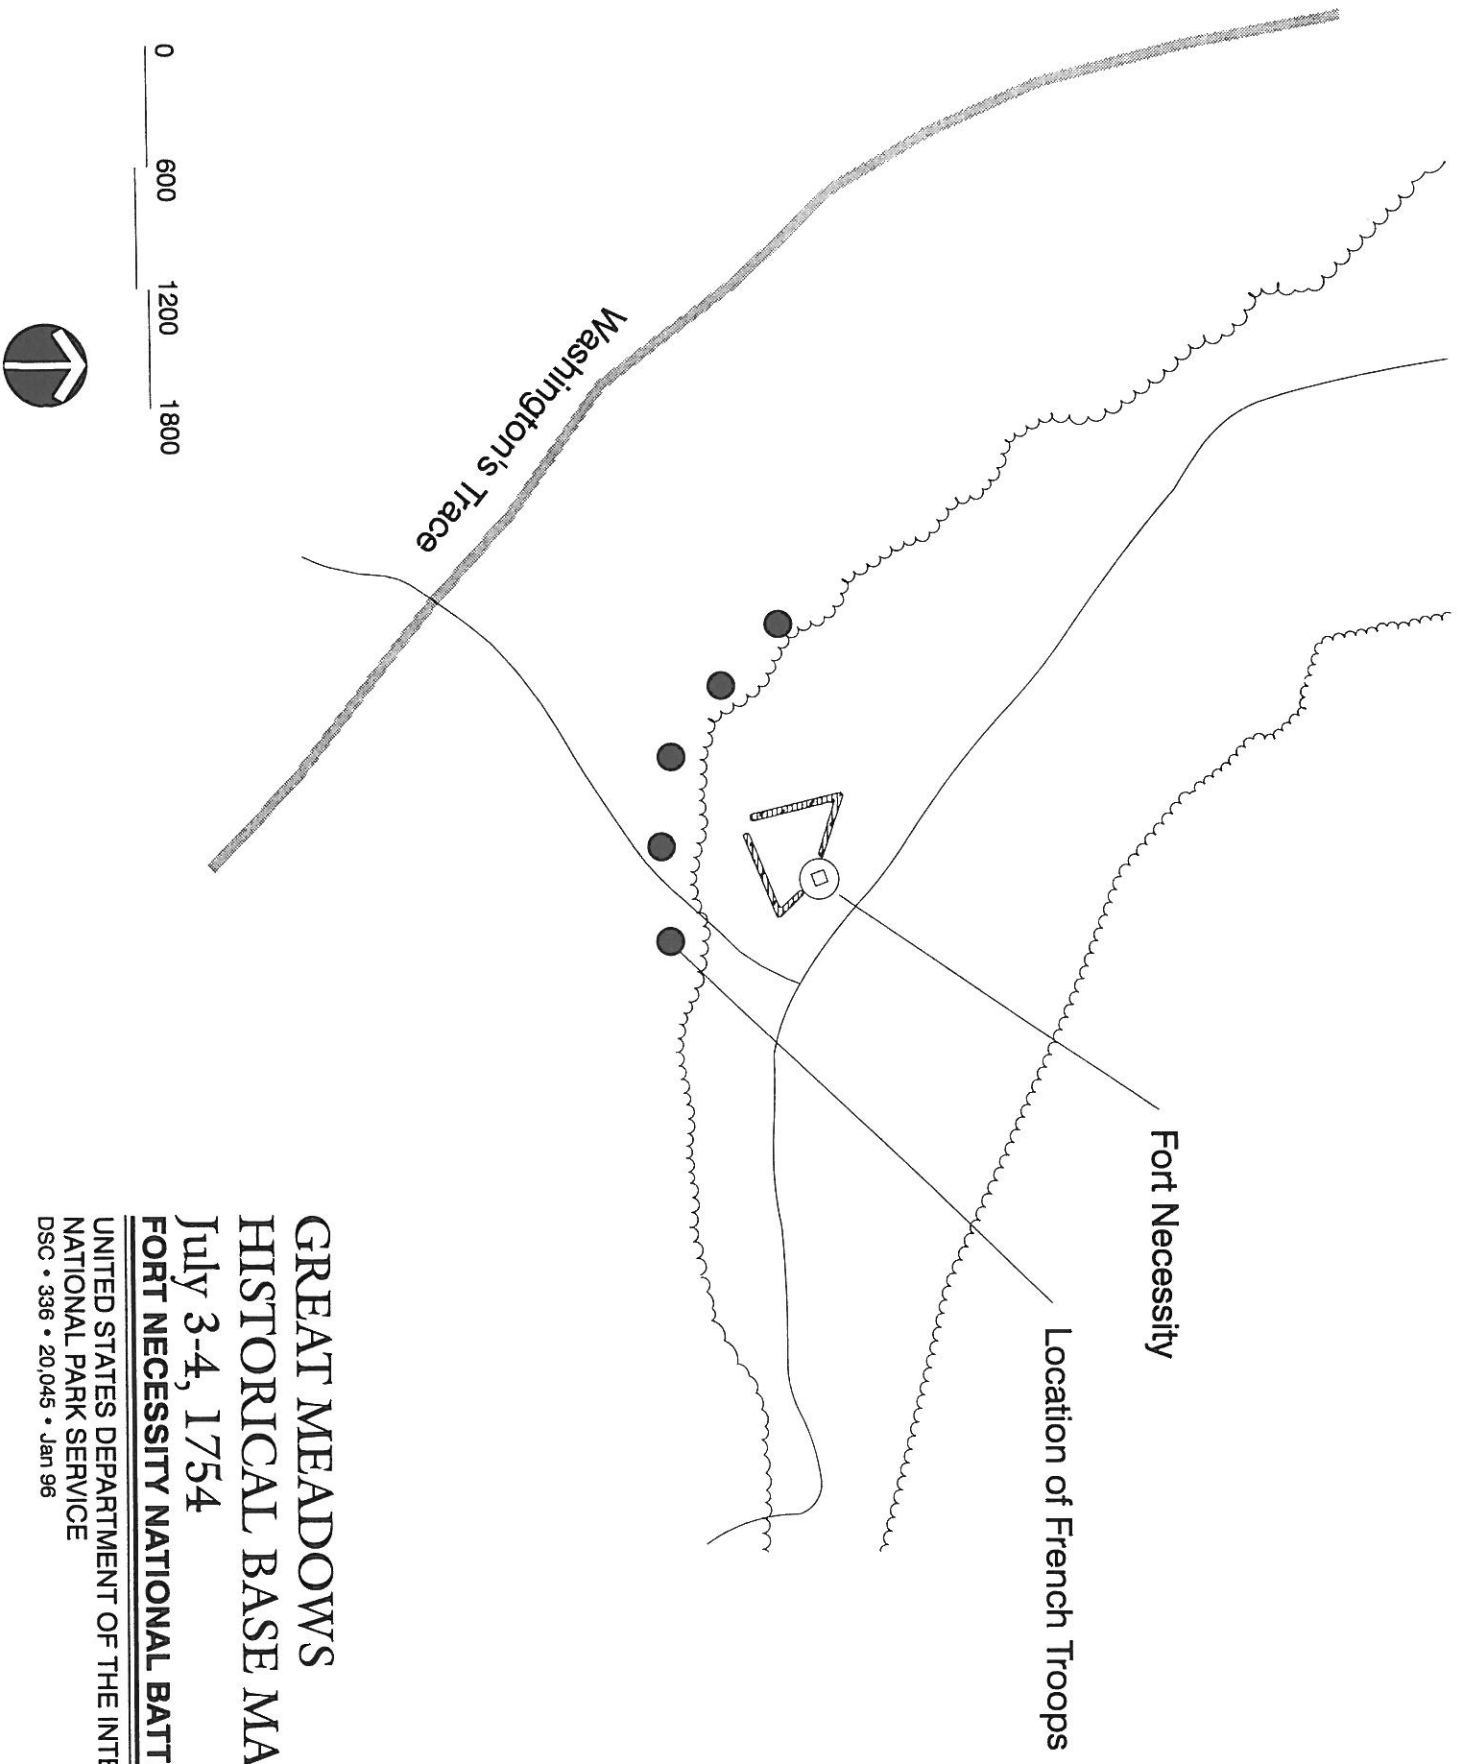 Fort Necessity
Location of French Troops
Washington's Trace
0 600 1200 1800
GREAT MEADOWS
HISTORICAL BASE MA
July 3-4, 1754
FORT NECESSITY NATIONAL BATT
UNITED STATES DEPARTMENT OF THE INTE
NATIONAL PARK SERVICE
DSC • 336 • 20,045 • Jan 96